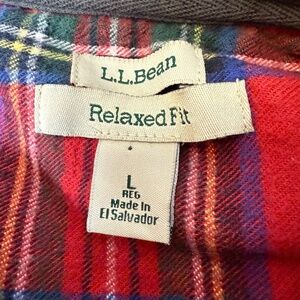 L.L.Bean
Relaxed Fit
L
REG
Made In
El Salvador